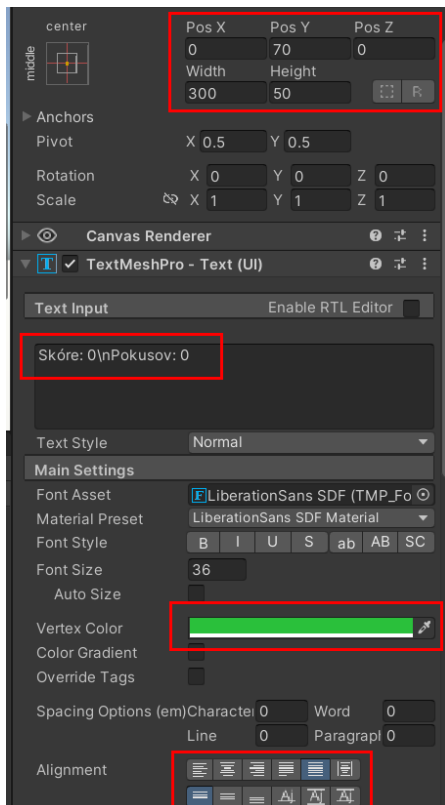 center
Pos X Pos Y Pos Z
0 70 0
middle
Width Height
300 50
R
Anchors
Pivot X 0.5 Y 0.5
Rotation X 0 Y 0 Z 0
Scale X 1 Y 1 Z 1
Canvas Renderer
T TextMeshPro - Text (UI)
Text Input Enable RTL Editor
Skóre: 0\nPokusov: 0
Text Style Normal
Main Settings
Font Asset F LiberationSans SDF (TMP_Fo
Material Preset LiberationSans SDF Material
Font Style B I U S ab AB SC
Font Size 36
Auto Size
Vertex Color
Color Gradient
Override Tags
Spacing Options (em) Character 0 Word 0
Line 0 Paragraph 0
Alignment